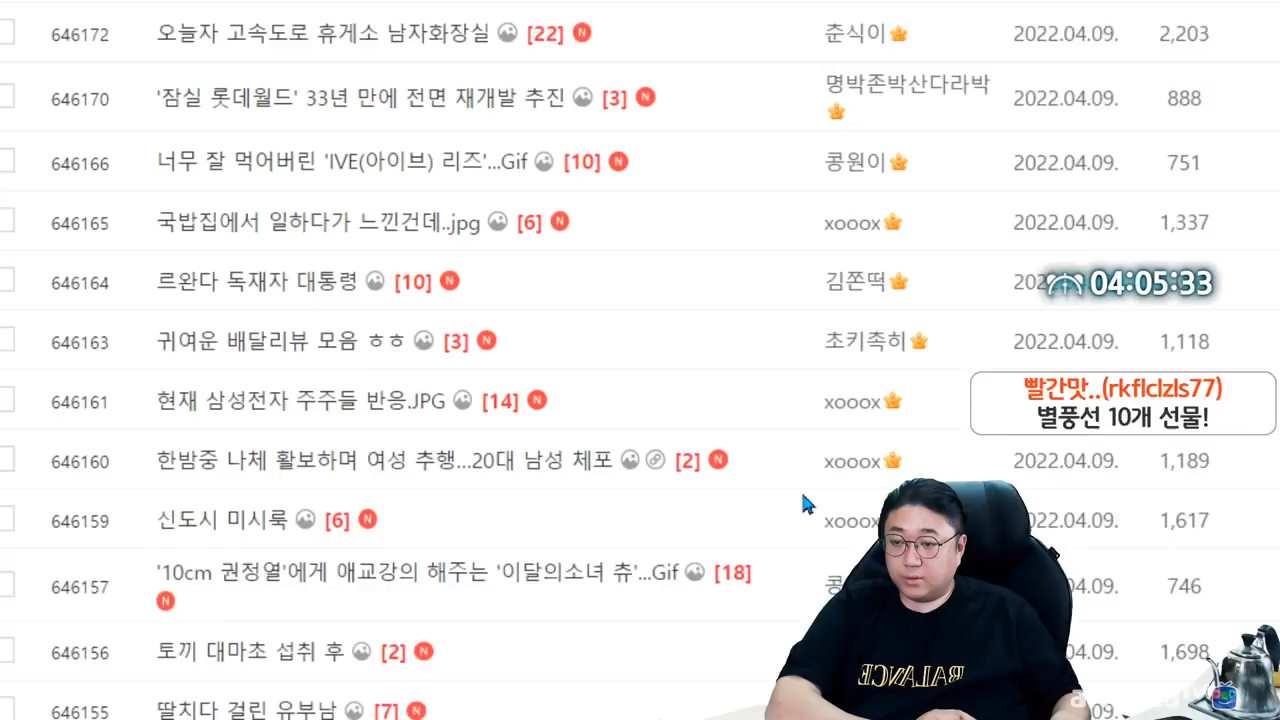 646172 오늘자 고속도로 휴게소 남자화장실 [22] N 춘식이 2022.04.09. 2,203
646170 '잠실 롯데월드' 33년 만에 전면 재개발 추진 [3] N 명박존박산다라박 2022.04.09. 888
646166 너무 잘 먹어버린 'IVE(아이브) 리즈'...Gif [10] N 콩원이 2022.04.09. 751
646165 국밥집에서 일하다가 느낀건데..jpg [6] N xooox 2022.04.09. 1,337
646164 르완다 독재자 대통령 [10] N 김쫀떡 202
04:05:33
646163 귀여운 배달리뷰 모음 ㅎㅎ [3] N 초키족히 2022.04.09. 1,118
646161 현재 삼성전자 주주들 반응.JPG [14] N xooox
빨간맛..(rkflclzls77)
별풍선 10개 선물!
646160 한밤중 나체 활보하며 여성 추행...20대 남성 체포 [2] N xooox 2022.04.09. 1,189
646159 신도시 미시룩 [6] N xooox 022.04.09. 1,617
646157 '10cm 권정열'에게 애교강의 해주는 '이달의소녀 츄'...Gif [18] 콩 04.09. 746
N
646156 토끼 대마초 섭취 후 [2] N 04.09. 1,698
646155 딸치다 걸린 유부남 [7] N 09.
BALANCE